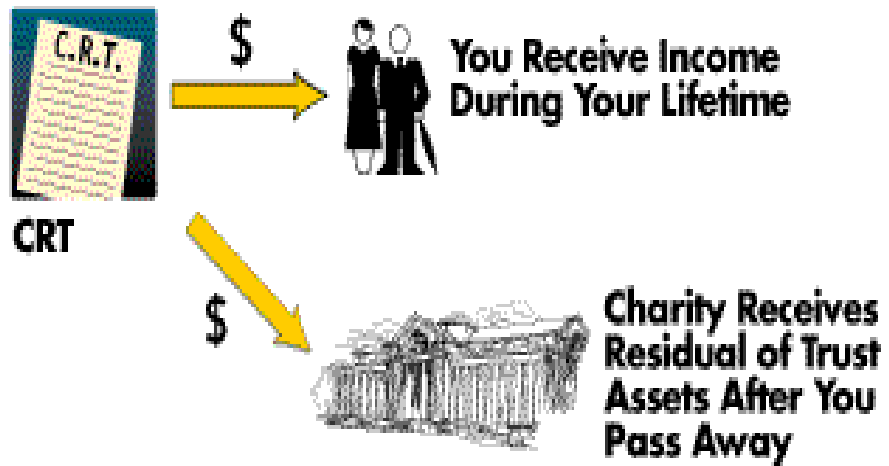 C.R.T.
$
You Receive Income
During Your Lifetime
CRT
$
Charity Receives
Residual of Trust
Assets After You
Pass Away